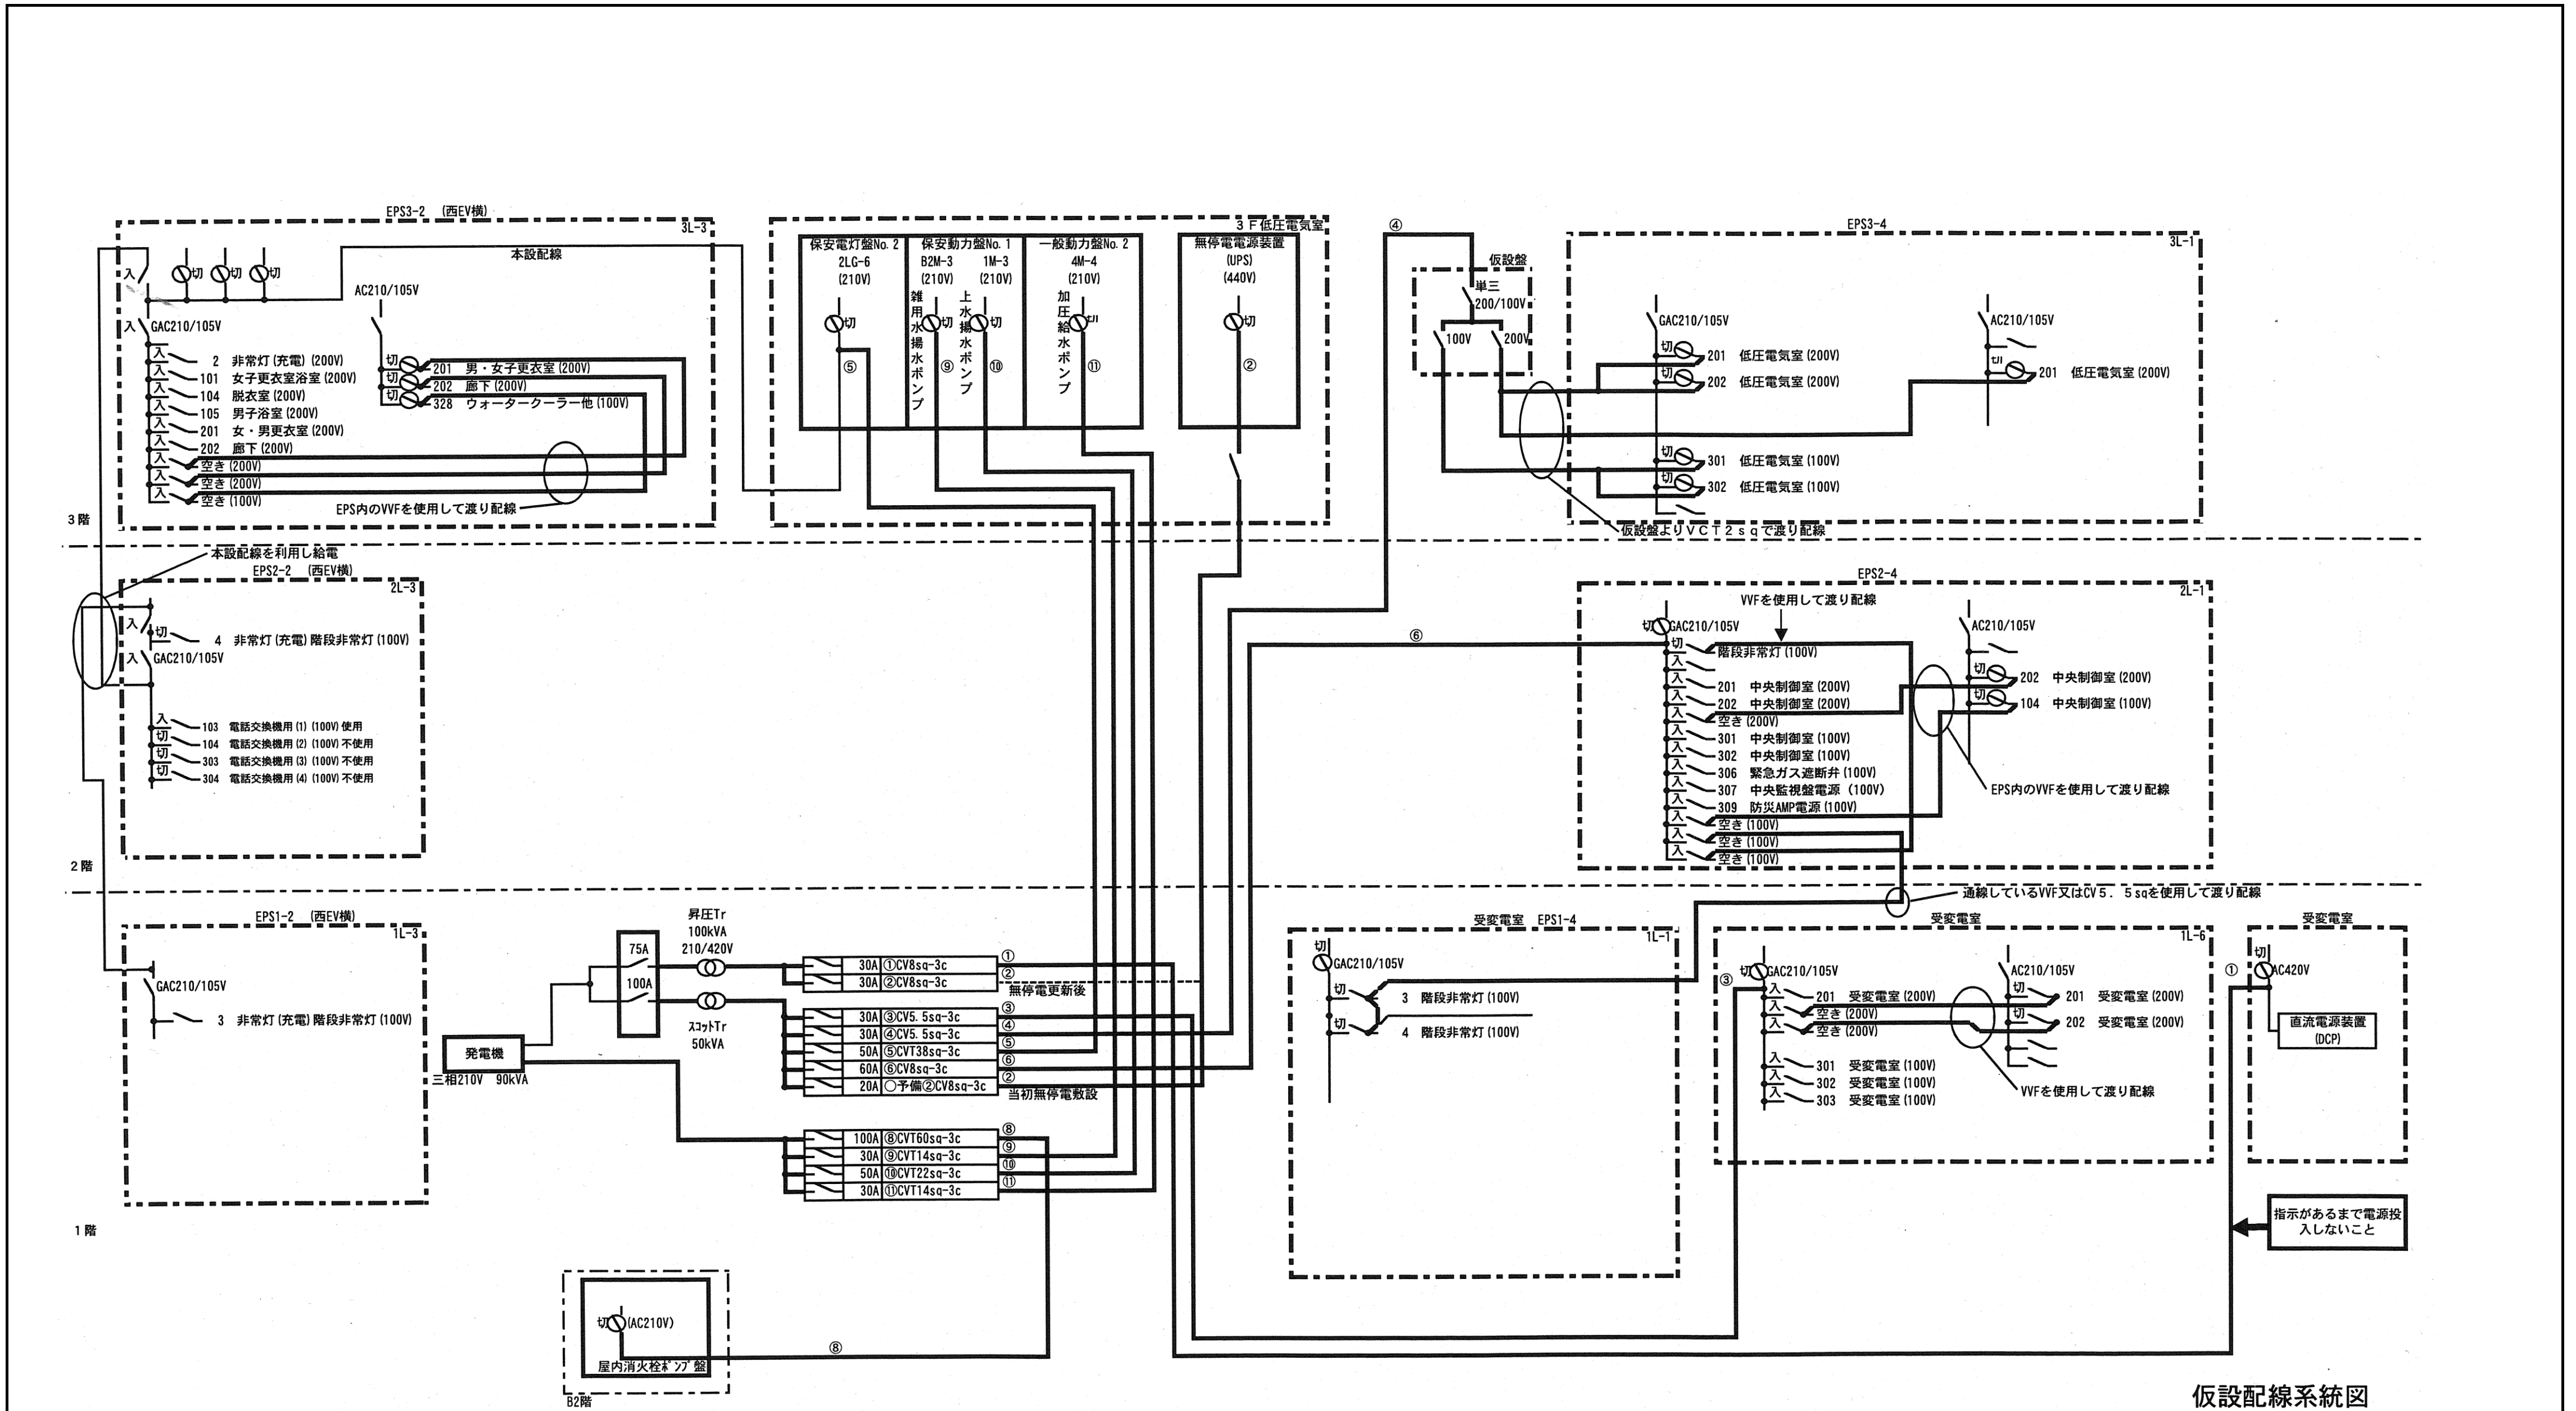 EPS3-2　(西EV横)
3L-3
本設配線
入
切
切
切
AC210/105V
入
GAC210/105V
入 2 非常灯(充電)(200V)
入 101 女子更衣室浴室(200V)
入 104 脱衣室(200V)
入 105 男子浴室(200V)
入 201 女・男更衣室(200V)
入 202 廊下(200V)
入 空き(200V)
入 空き(200V)
入 空き(100V)
切 201 男・女子更衣室(200V)
切 202 廊下(200V)
切 328 ウォータークーラー他(100V)
EPS内のVVFを使用して渡り配線
3階
3F低圧電気室
保安電灯盤No.2
2LG-6
(210V)
切
⑤
保安動力盤No.1
B2M-3
(210V)
雑用水揚水ポンプ
切
⑨
1M-3
(210V)
上水揚水ポンプ
切
⑩
一般動力盤No.2
4M-4
(210V)
加圧給水ポンプ
切
⑪
無停電電源装置
(UPS)
(440V)
切
②
④
仮設盤
単三
200/100V
100V
200V
EPS3-4
3L-1
GAC210/105V
切 201 低圧電気室(200V)
切 202 低圧電気室(200V)
切 301 低圧電気室(100V)
切 302 低圧電気室(100V)
AC210/105V
切 201 低圧電気室(200V)
仮設盤よりVCT2sqで渡り配線
本設配線を利用し給電
EPS2-2　(西EV横)
2L-3
入
切 4 非常灯(充電)階段非常灯(100V)
入 GAC210/105V
入 103 電話交換機用(1)(100V)使用
切 104 電話交換機用(2)(100V)不使用
切 303 電話交換機用(3)(100V)不使用
切 304 電話交換機用(4)(100V)不使用
2階
⑥
EPS2-4
2L-1
VVFを使用して渡り配線
切 GAC210/105V
切 階段非常灯(100V)
入
入 201 中央制御室(200V)
入 202 中央制御室(200V)
入 空き(200V)
入 301 中央制御室(100V)
入 302 中央制御室(100V)
入 306 緊急ガス遮断弁(100V)
入 307 中央監視盤電源(100V)
入 309 防災AMP電源(100V)
入 空き(100V)
入 空き(100V)
入 空き(100V)
AC210/105V
切 202 中央制御室(200V)
切 104 中央制御室(100V)
EPS内のVVFを使用して渡り配線
通線しているVVF又はCV5.5sqを使用して渡り配線
EPS1-2　(西EV横)
1L-3
GAC210/105V
3 非常灯(充電)階段非常灯(100V)
1階
発電機
三相210V　90kVA
75A
100A
昇圧Tr
100kVA
210/420V
ｽｺｯﾄTr
50kVA
30A ①CV8sq-3c ①
30A ②CV8sq-3c ②
無停電更新後
30A ③CV5.5sq-3c ③
30A ④CV5.5sq-3c ④
50A ⑤CVT38sq-3c ⑤
60A ⑥CV8sq-3c ⑥
20A ○予備②CV8sq-3c ②
当初無停電敷設
100A ⑧CVT60sq-3c ⑧
30A ⑨CVT14sq-3c ⑨
50A ⑩CVT22sq-3c ⑩
30A ⑪CVT14sq-3c ⑪
切 (AC210V)
屋内消火栓ﾎﾟﾝﾌﾟ盤
B2階
⑧
受変電室　EPS1-4
1L-1
切
GAC210/105V
切 3 階段非常灯(100V)
切 4 階段非常灯(100V)
受変電室
1L-6
③
切 GAC210/105V
入 201 受変電室(200V)
入 空き(200V)
入 空き(200V)
入 301 受変電室(100V)
入 302 受変電室(100V)
入 303 受変電室(100V)
AC210/105V
切 201 受変電室(200V)
切 202 受変電室(200V)
VVFを使用して渡り配線
受変電室
①
切
AC420V
直流電源装置
(DCP)
指示があるまで電源投
入しないこと
仮設配線系統図